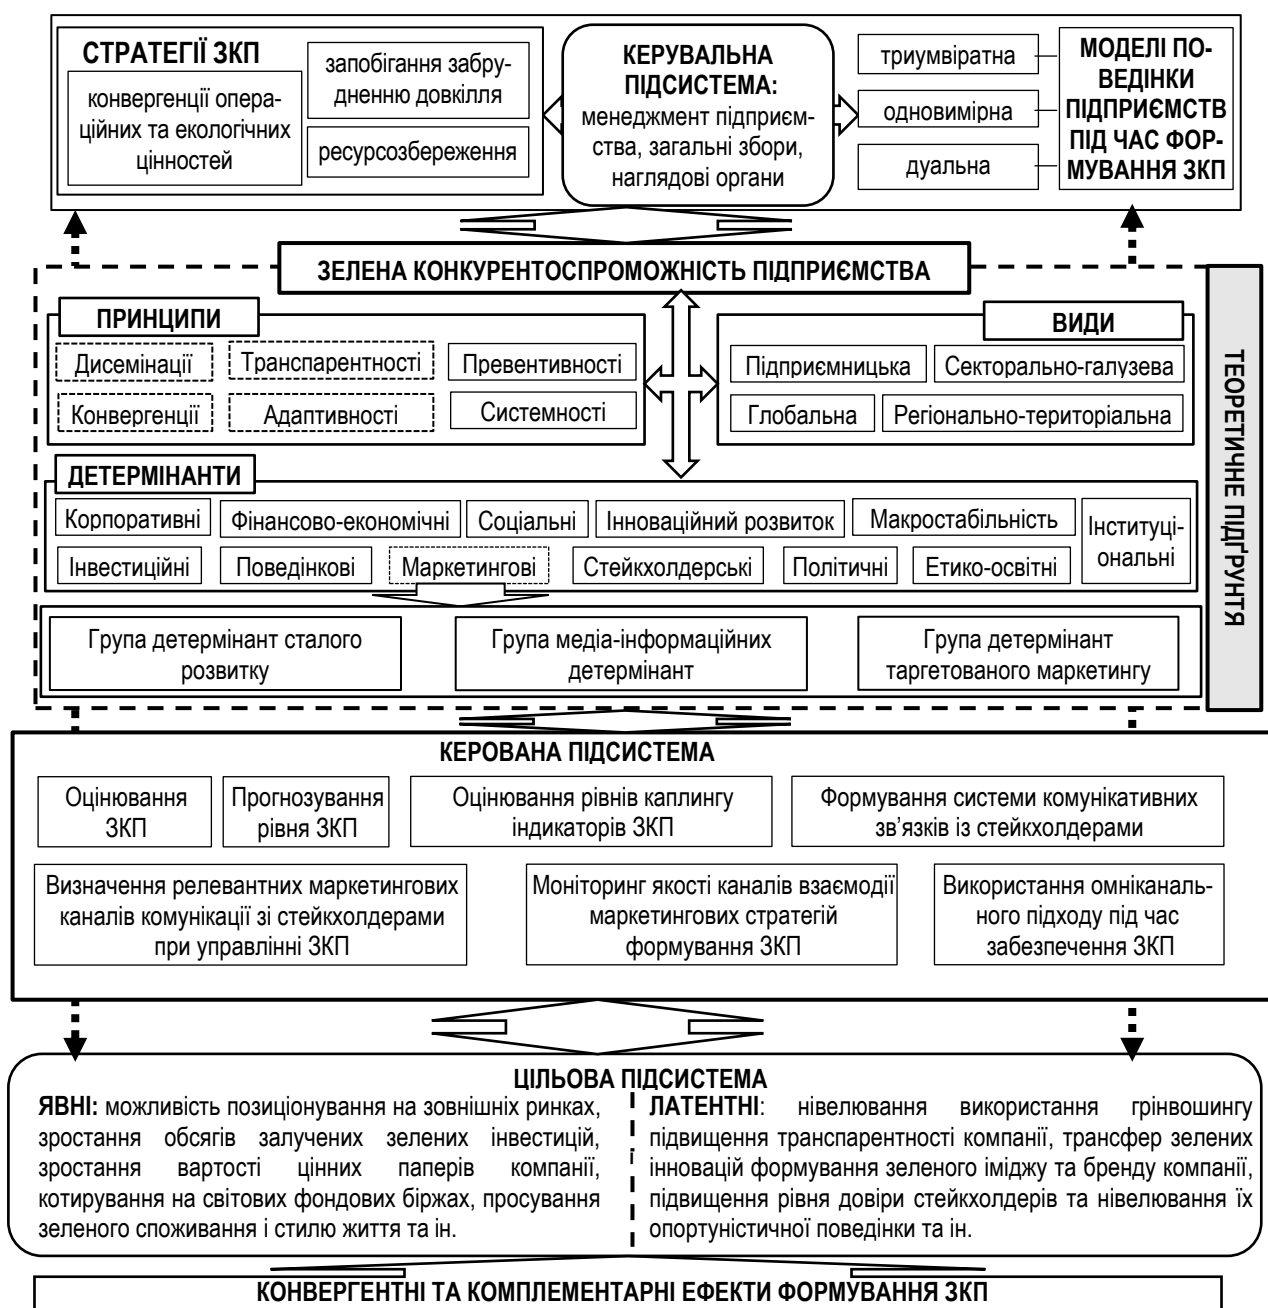 СТРАТЕГІЇ ЗКП
конвергенції опера-
ційних та екологічних
цінностей
запобігання забру-
дненню довкілля
ресурсозбереження
КЕРУВАЛЬНА
ПІДСИСТЕМА:
менеджмент підприєм-
ства, загальні збори,
наглядові органи
триумвіратна
одновимірна
дуальна
МОДЕЛІ ПО-
ВЕДІНКИ
ПІДПРИЄМСТВ
ПІД ЧАС ФОР-
МУВАННЯ ЗКП
ЗЕЛЕНА КОНКУРЕНТОСПРОМОЖНІСТЬ ПІДПРИЄМСТВА
ПРИНЦИПИ
Дисемінації
Транспарентності
Превентивності
Конвергенції
Адаптивності
Системності
ВИДИ
Підприємницька
Секторально-галузева
Глобальна
Регіонально-територіальна
ТЕОРЕТИЧНЕ ПІДҐРУНТЯ
ДЕТЕРМІНАНТИ
Корпоративні
Фінансово-економічні
Соціальні
Інноваційний розвиток
Макростабільність
Інституці-
ональні
Інвестиційні
Поведінкові
Маркетингові
Стейкхолдерські
Політичні
Етико-освітні
Група детермінант сталого
розвитку
Група медіа-інформаційних
детермінант
Група детермінант
таргетованого маркетингу
КЕРОВАНА ПІДСИСТЕМА
Оцінювання
ЗКП
Прогнозування
рівня ЗКП
Оцінювання рівнів каплингу
індикаторів ЗКП
Формування системи комунікативних
зв’язків із стейкхолдерами
Визначення релевантних маркетингових
каналів комунікації зі стейкхолдерами
при управлінні ЗКП
Моніторинг якості каналів взаємодії
маркетингових стратегій
формування ЗКП
Використання омніканаль-
ного підходу під час
забезпечення ЗКП
ЦІЛЬОВА ПІДСИСТЕМА
ЯВНІ: можливість позиціонування на зовнішніх ринках,
зростання обсягів залучених зелених інвестицій,
зростання вартості цінних паперів компанії,
котирування на світових фондових біржах, просування
зеленого споживання і стилю життя та ін.
ЛАТЕНТНІ: нівелювання використання грінвошингу
підвищення транспарентності компанії, трансфер зелених
інновацій формування зеленого іміджу та бренду компанії,
підвищення рівня довіри стейкхолдерів та нівелювання їх
опортуністичної поведінки та ін.
КОНВЕРГЕНТНІ ТА КОМПЛЕМЕНТАРНІ ЕФЕКТИ ФОРМУВАННЯ ЗКП